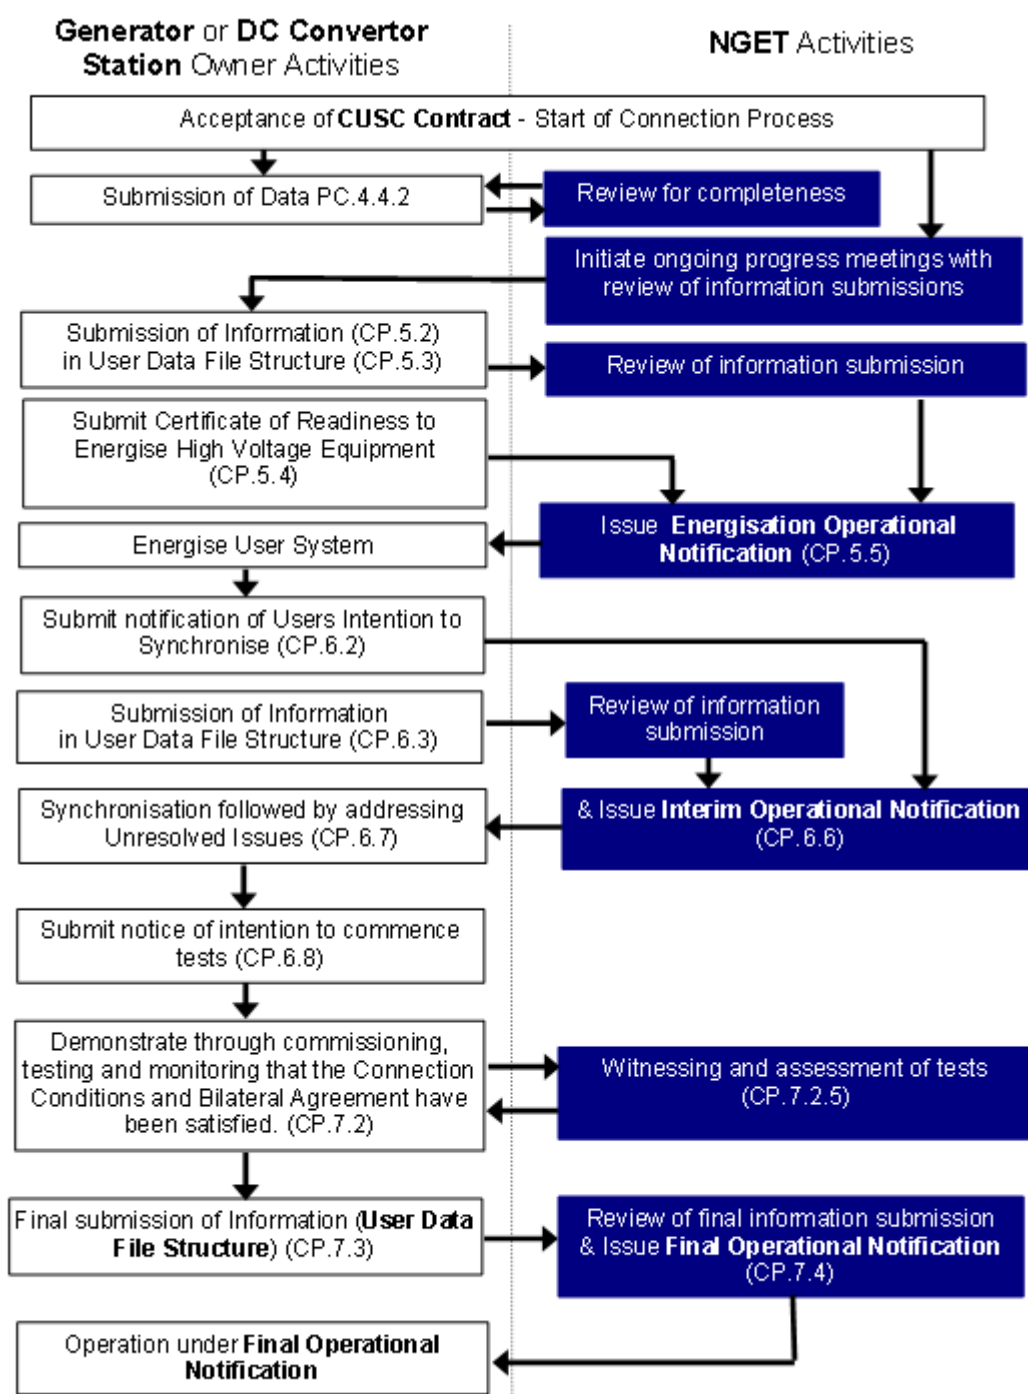 Generator or DC Convertor
Station Owner Activities
NGET Activities
Acceptance of CUSC Contract - Start of Connection Process
Submission of Data PC.4.4.2
Review for completeness
Initiate ongoing progress meetings with
review of information submissions
Submission of Information (CP.5.2)
in User Data File Structure (CP.5.3)
Review of information submission
Submit Certificate of Readiness to
Energise High Voltage Equipment
(CP.5.4)
Issue Energisation Operational
Notification (CP.5.5)
Energise User System
Submit notification of Users Intention to
Synchronise (CP.6.2)
Submission of Information
in User Data File Structure (CP.6.3)
Review of information
submission
Synchronisation followed by addressing
Unresolved Issues (CP.6.7)
& Issue Interim Operational Notification
(CP.6.6)
Submit notice of intention to commence
tests (CP.6.8)
Demonstrate through commissioning,
testing and monitoring that the Connection
Conditions and Bilateral Agreement have
been satisfied. (CP.7.2)
Witnessing and assessment of tests
(CP.7.2.5)
Final submission of Information (User Data
File Structure) (CP.7.3)
Review of final information submission
& Issue Final Operational Notification
(CP.7.4)
Operation under Final Operational
Notification